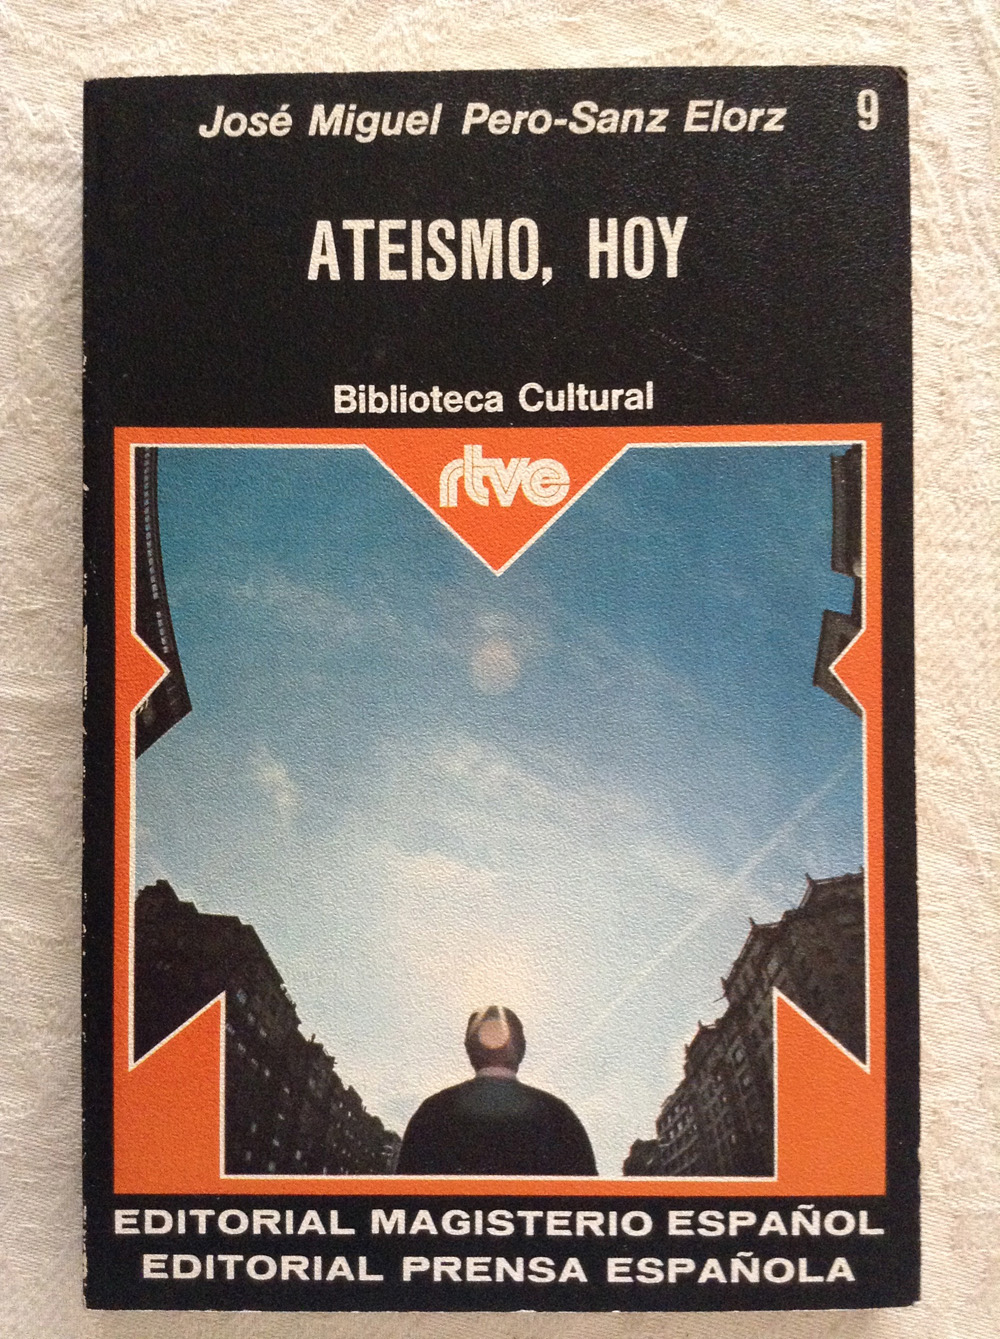 José Miguel Pero-Sanz Elorz 9
ATEISMO, HOY
Biblioteca Cultural
rtve
EDITORIAL MAGISTERIO ESPAÑOL
EDITORIAL PRENSA ESPAÑOLA